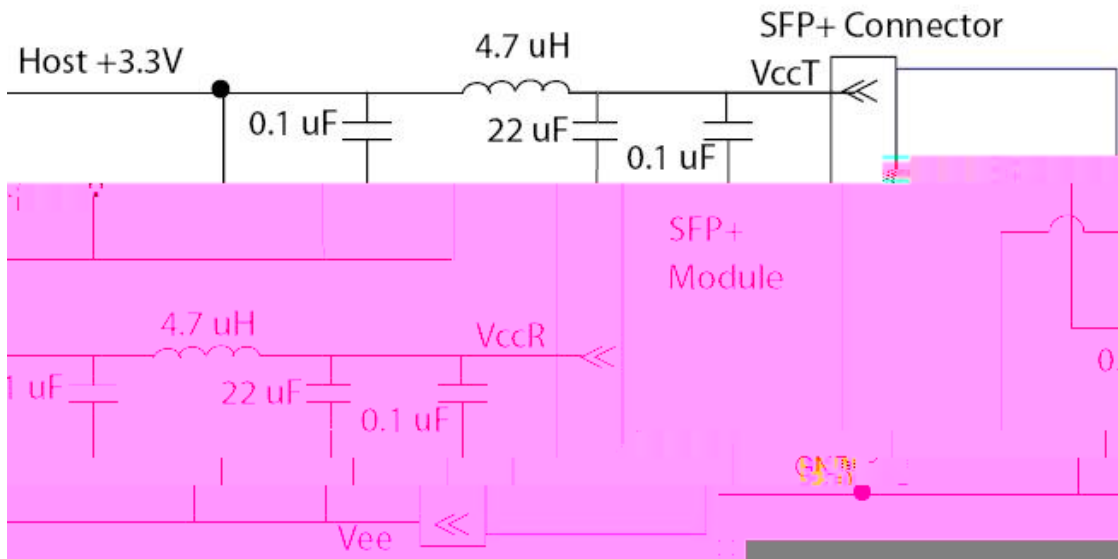 SFP+ Connector
4.7 uH
Host +3.3V
VccT
0.1 uF
22 uF
0.1 uF
SFP+
Module
4.7 uH
VccR
1 uF
22 uF
0.1 uF
0.
Vee